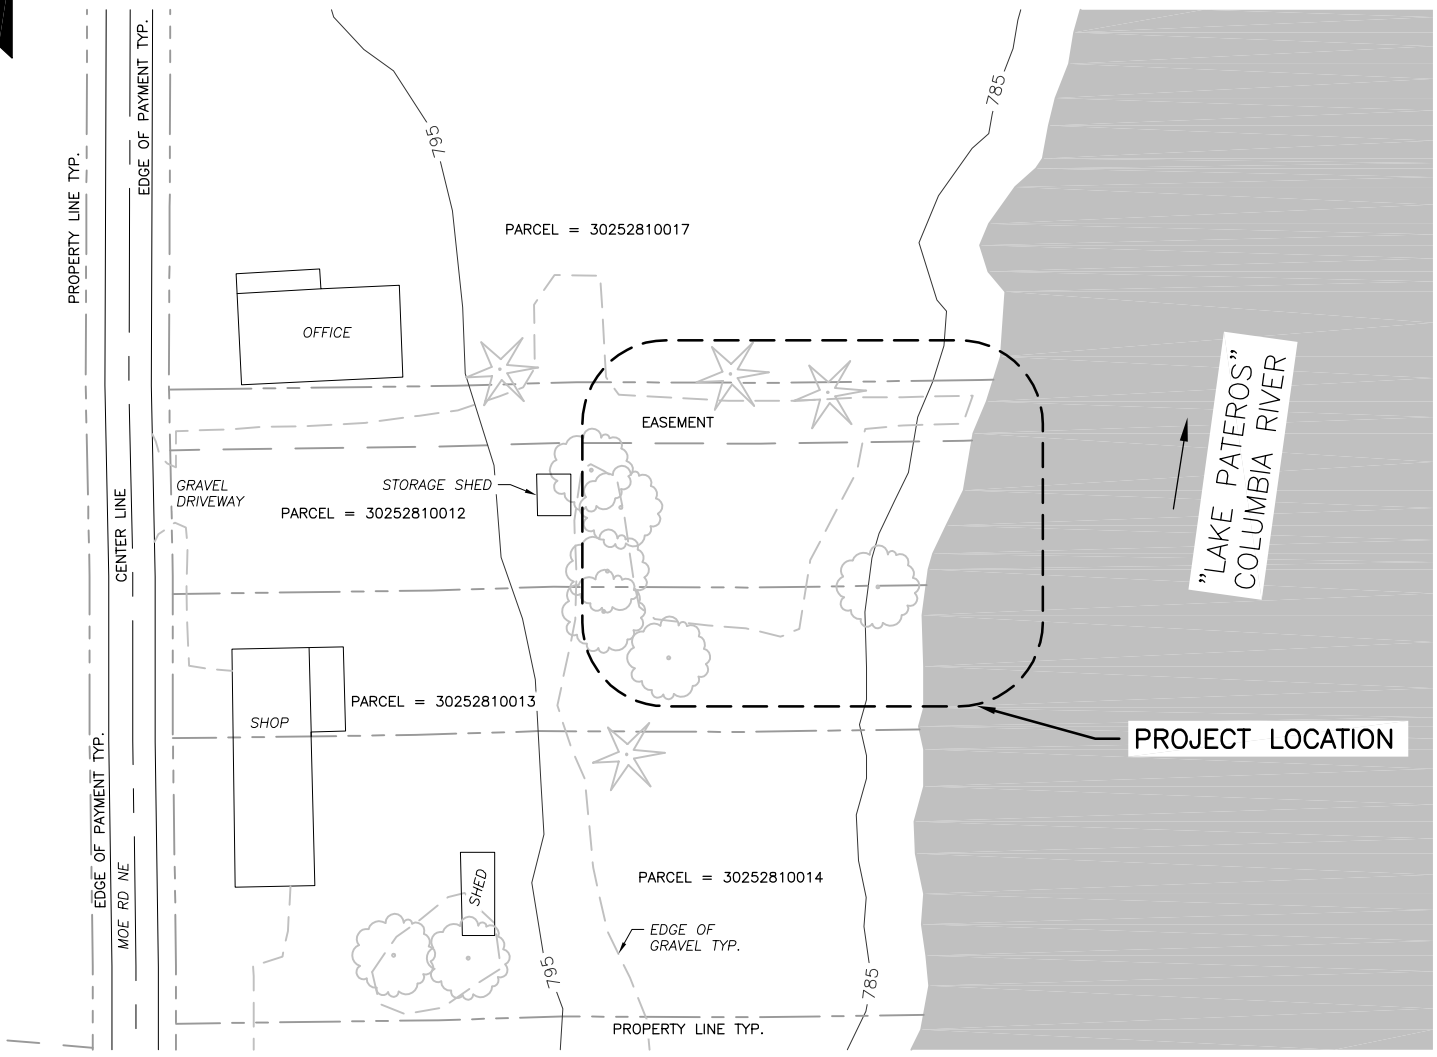 EDGE OF PAYMENT TYP.
PROPERTY LINE TYP.
795
785
PARCEL = 30252810017
OFFICE
EASEMENT
"LAKE PATEROS"
COLUMBIA RIVER
GRAVEL
DRIVEWAY
STORAGE SHED
PARCEL = 30252810012
CENTER LINE
PARCEL = 30252810013
SHOP
PROJECT LOCATION
EDGE OF PAYMENT TYP.
MOE RD NE
SHED
PARCEL = 30252810014
EDGE OF
GRAVEL TYP.
795
785
PROPERTY LINE TYP.